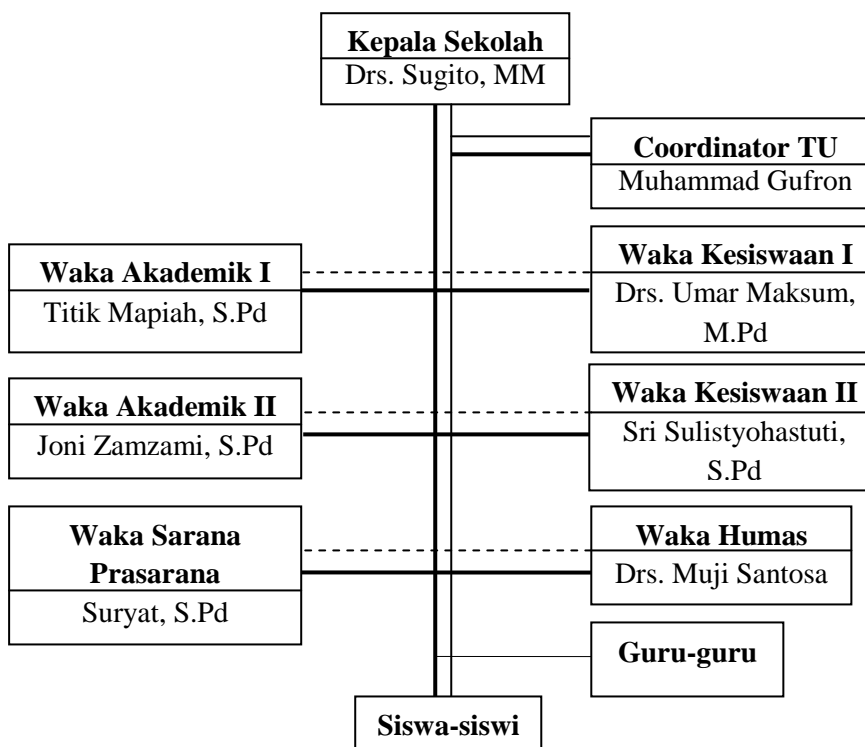 Kepala Sekolah
Drs. Sugito, MM
Coordinator TU
Muhammad Gufron
Waka Akademik I
Titik Mapiah, S.Pd
Waka Kesiswaan I
Drs. Umar Maksum,
M.Pd
Waka Akademik II
Joni Zamzami, S.Pd
Waka Kesiswaan II
Sri Sulistyohastuti,
S.Pd
Waka Sarana
Prasarana
Suryat, S.Pd
Waka Humas
Drs. Muji Santosa
Guru-guru
Siswa-siswi